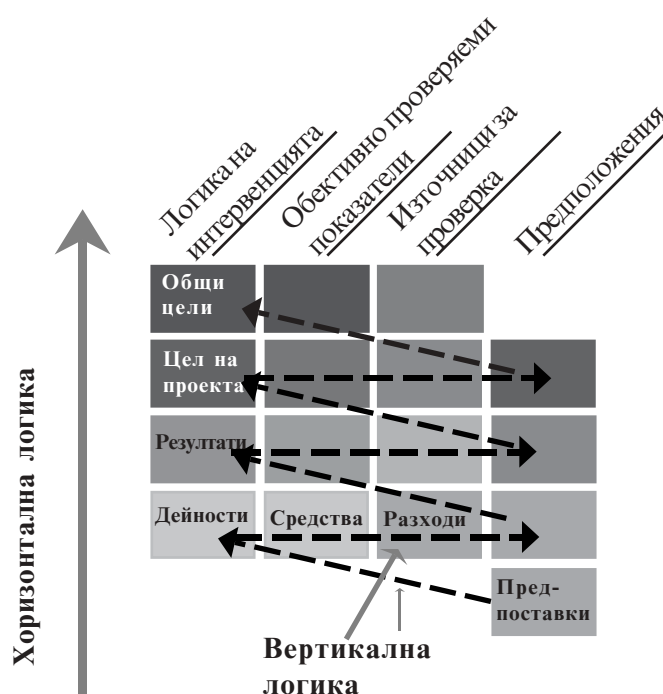 Логика на
интервенцията
Обективно проверяеми
показатели
Източници за
проверка
Предположения
Общи
цели
Цел на
проекта
Резултати
Дейности
Средства
Разходи
Пред-
поставки
Вертикална
логика
Хоризонтална логика